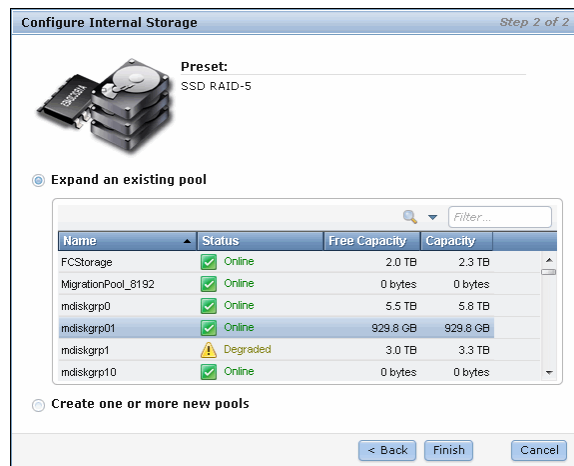 Configure Internal Storage Step 2 of 2
Preset:
SSD RAID-5
Expand an existing pool
Filter...
Name Status Free Capacity Capacity
FCStorage Online 2.0 TB 2.3 TB
MigrationPool_8192 Online 0 bytes 0 bytes
mdiskgrp0 Online 5.5 TB 5.8 TB
mdiskgrp01 Online 929.8 GB 929.8 GB
mdiskgrp1 Degraded 3.0 TB 3.3 TB
mdiskgrp10 Online 0 bytes 0 bytes
Create one or more new pools
< Back Finish Cancel